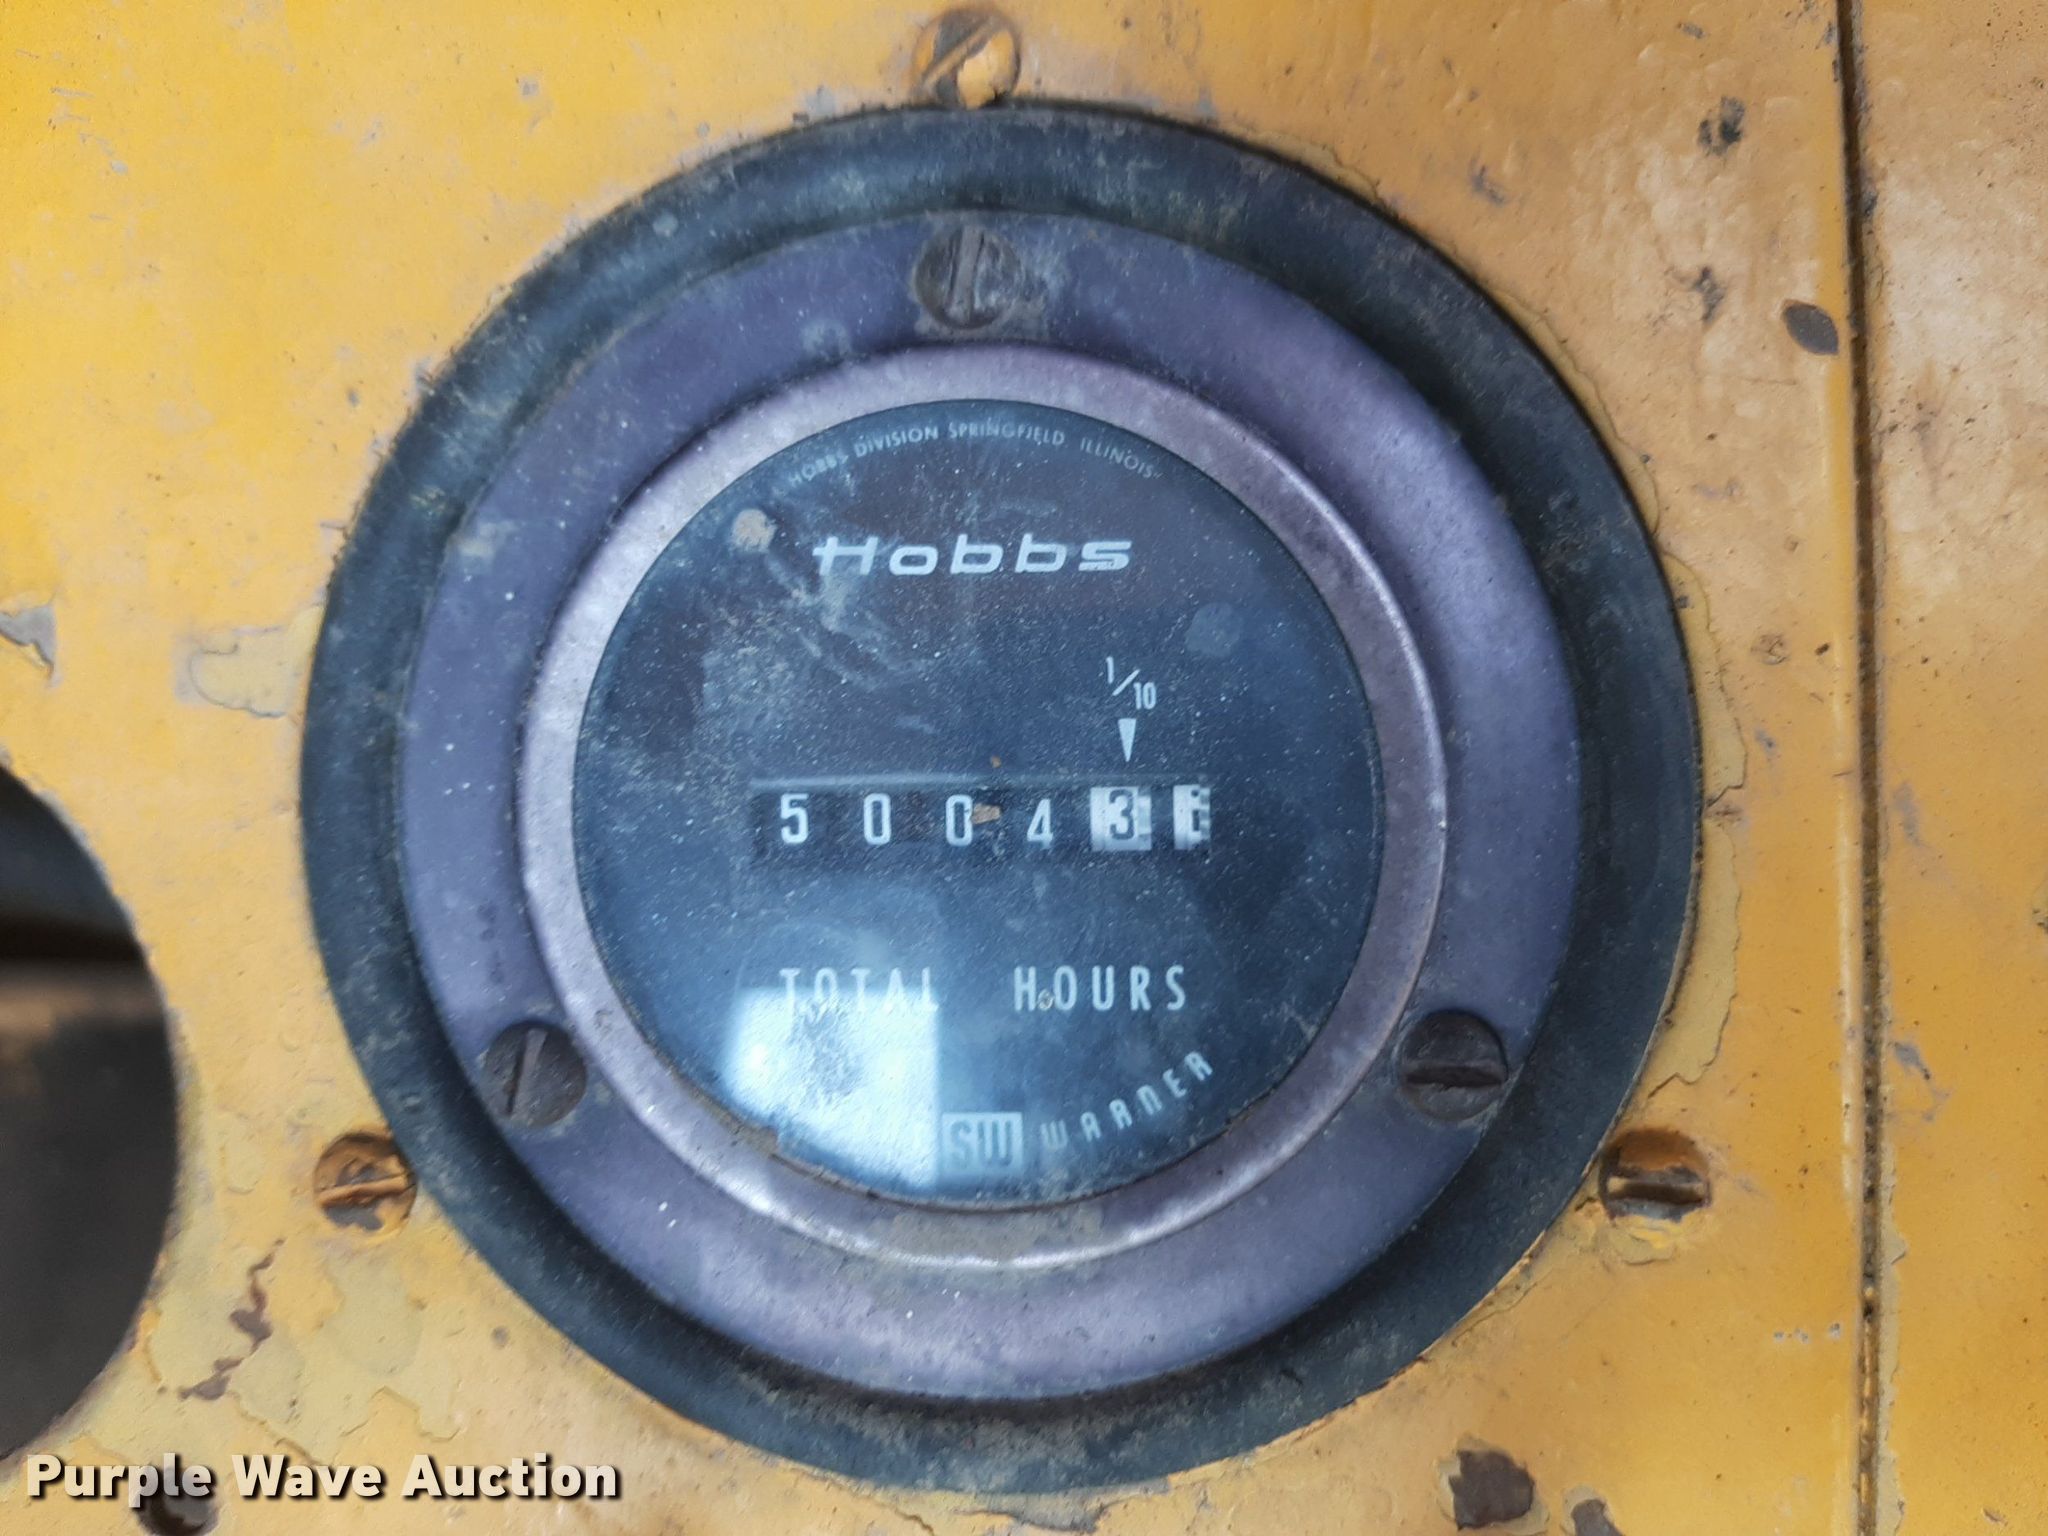 HOBBS DIVISION SPRINGFIELD ILLINOIS
Hobbs
1/10
5 0 0 4 3
TOTAL HOURS
SW WARNER
Purple Wave Auction